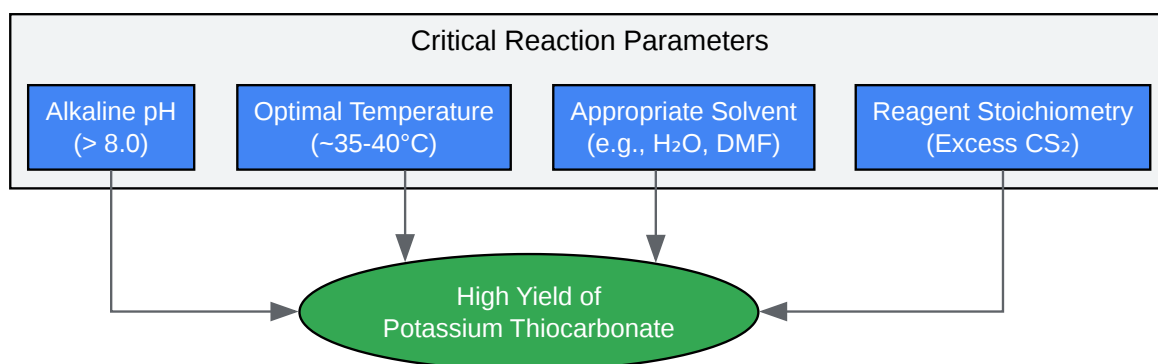 Critical Reaction Parameters
Alkaline pH
(> 8.0)
Optimal Temperature
(~35-40°C)
Appropriate Solvent
(e.g., H₂O, DMF)
Reagent Stoichiometry
(Excess CS₂)
High Yield of
Potassium Thiocarbonate